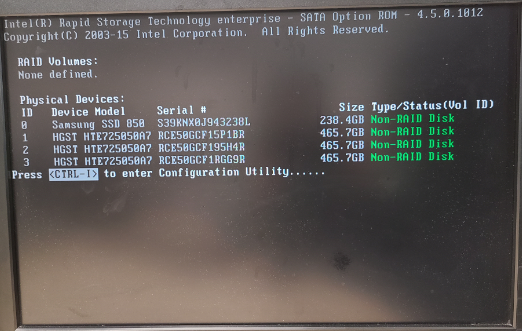 Intel(R) Rapid Storage Technology enterprise - SATA Option ROM - 4.5.0.1012
Copyright(C) 2003-15 Intel Corporation. All Rights Reserved.
RAID Volumes:
None defined.
Physical Devices:
ID Device Model Serial # Size Type/Status(Vol ID)
0 Samsung SSD 850 S39KNX0J943238L 238.4GB Non-RAID Disk
1 HGST HTE725050A7 RCE50GCF15P1BR 465.7GB Non-RAID Disk
2 HGST HTE725050A7 RCE50GCF195H4R 465.7GB Non-RAID Disk
3 HGST HTE725050A7 RCE50GCF1RGG9R 465.7GB Non-RAID Disk
Press <CTRL-I> to enter Configuration Utility......